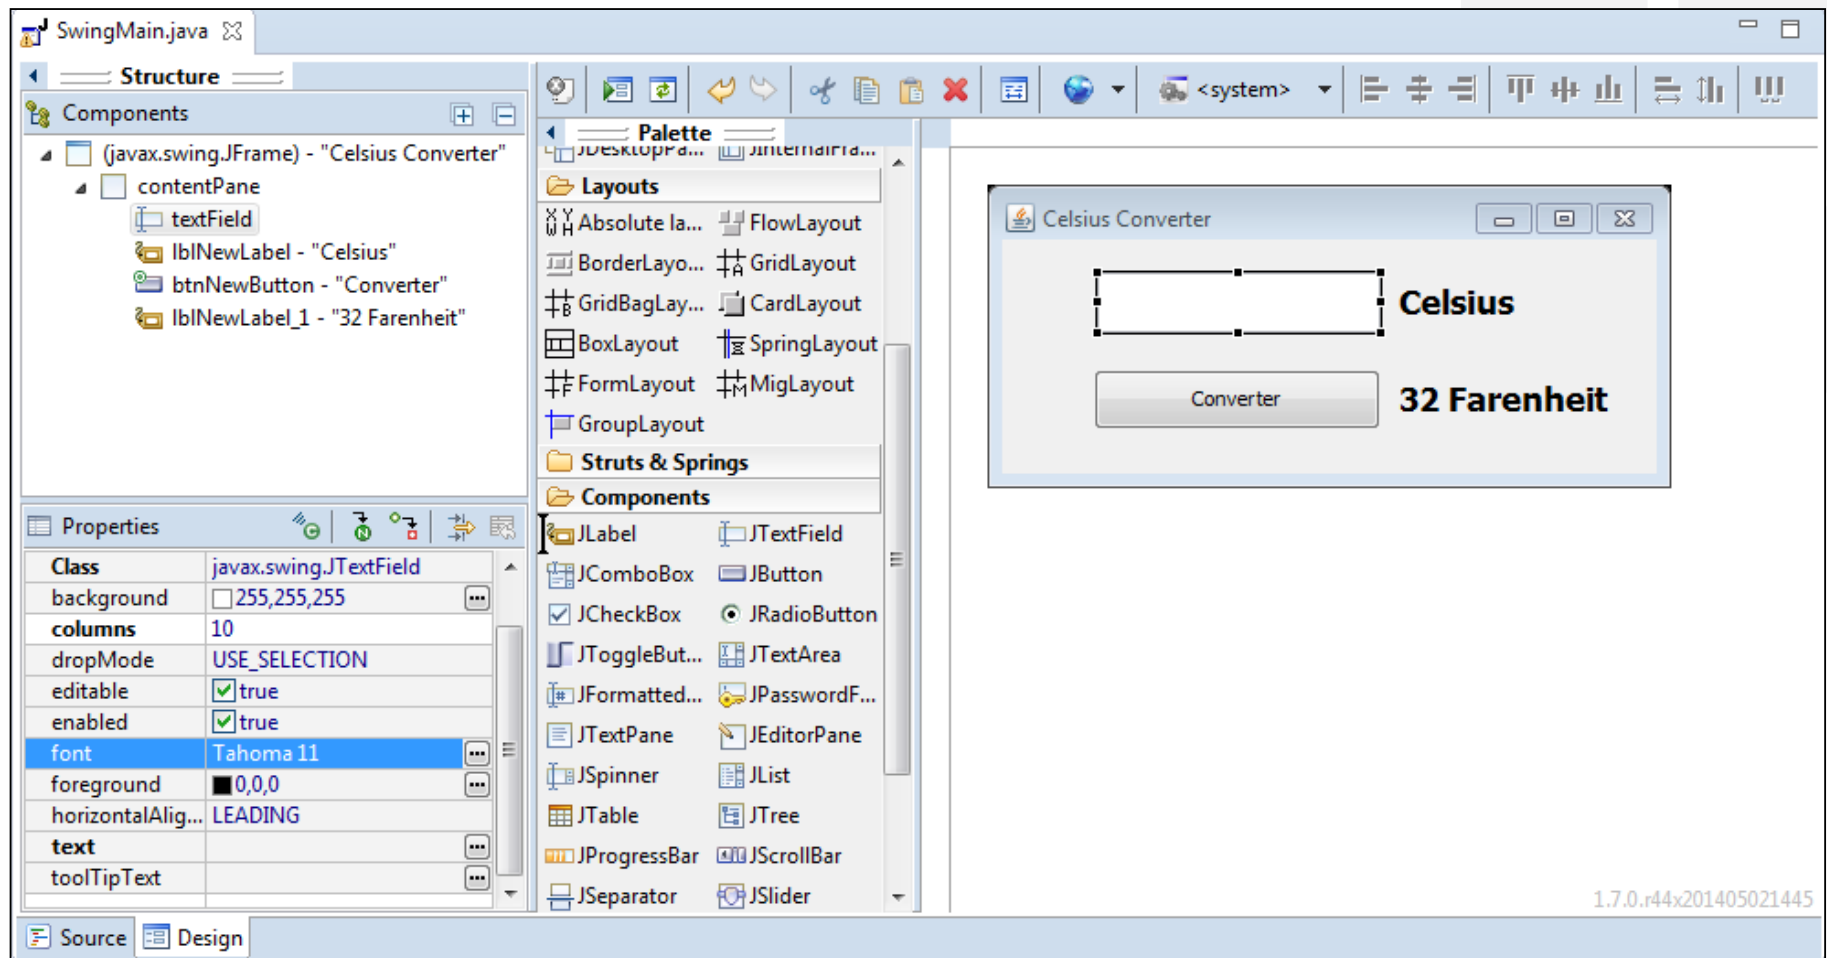 SwingMain.java
Structure
Components
(javax.swing.JFrame) - "Celsius Converter"
contentPane
textField
lblNewLabel - "Celsius"
btnNewButton - "Converter"
lblNewLabel_1 - "32 Farenheit"
Properties
Class javax.swing.JTextField
background 255,255,255
columns 10
dropMode USE_SELECTION
editable true
enabled true
font Tahoma 11
foreground 0,0,0
horizontalAlig... LEADING
text
toolTipText
Source Design
<system>
Palette
JDesktopPa... JInternalFra...
Layouts
Absolute la... FlowLayout
BorderLayo... GridLayout
GridBagLay... CardLayout
BoxLayout SpringLayout
FormLayout MigLayout
GroupLayout
Struts & Springs
Components
JLabel JTextField
JComboBox JButton
JCheckBox JRadioButton
JToggleBut... JTextArea
JFormatted... JPasswordF...
JTextPane JEditorPane
JSpinner JList
JTable JTree
JProgressBar JScrollBar
JSeparator JSlider
Celsius Converter
Celsius
Converter
32 Farenheit
1.7.0.r44x201405021445